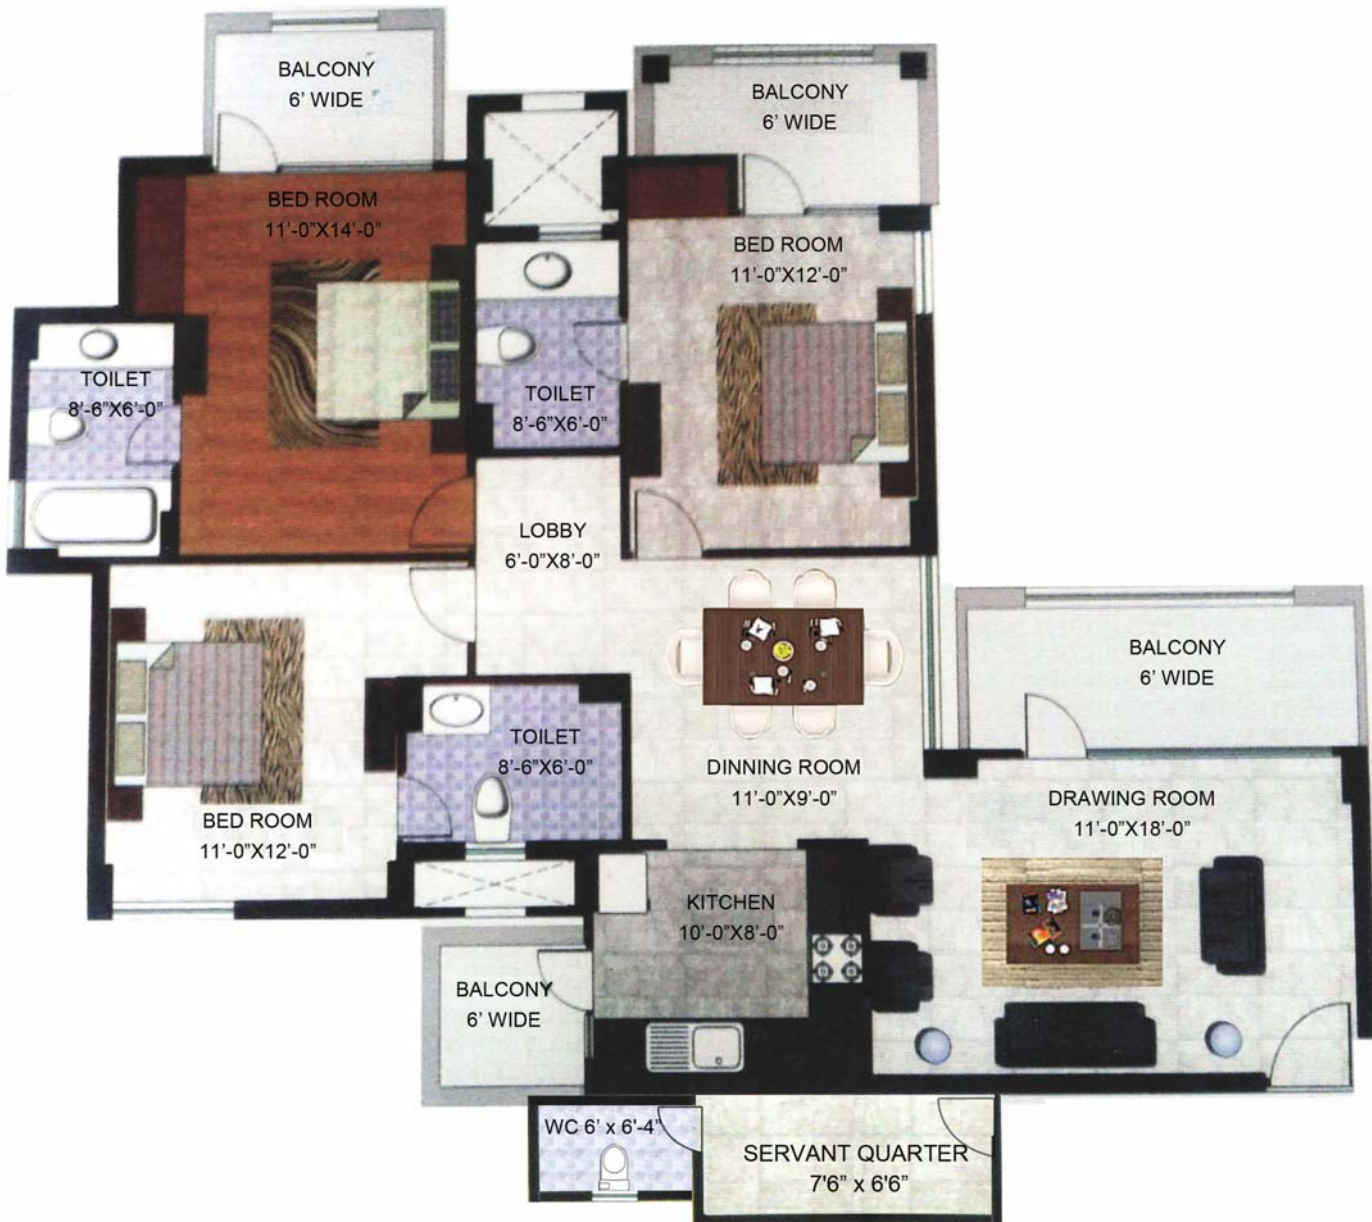 BALCONY
6' WIDE
BALCONY
6' WIDE
BED ROOM
11'-0"X14'-0"
BED ROOM
11'-0"X12'-0"
TOILET
8'-6"X6'-0"
TOILET
8'-6"X6'-0"
LOBBY
6'-0"X8'-0"
BALCONY
6' WIDE
TOILET
8'-6"X6'-0"
DINNING ROOM
11'-0"X9'-0"
DRAWING ROOM
11'-0"X18'-0"
BED ROOM
11'-0"X12'-0"
KITCHEN
10'-0"X8'-0"
BALCONY
6' WIDE
WC 6' x 6'-4"
SERVANT QUARTER
7'6" x 6'6"